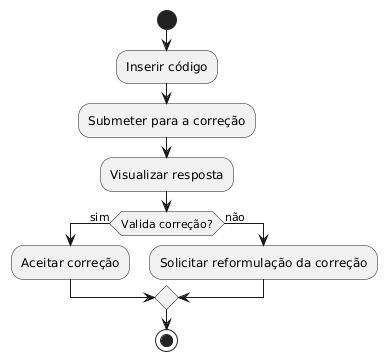 Inserir código
Submeter para a correção
Visualizar resposta
sim
Valida correção?
não
Aceitar correção
Solicitar reformulação da correção